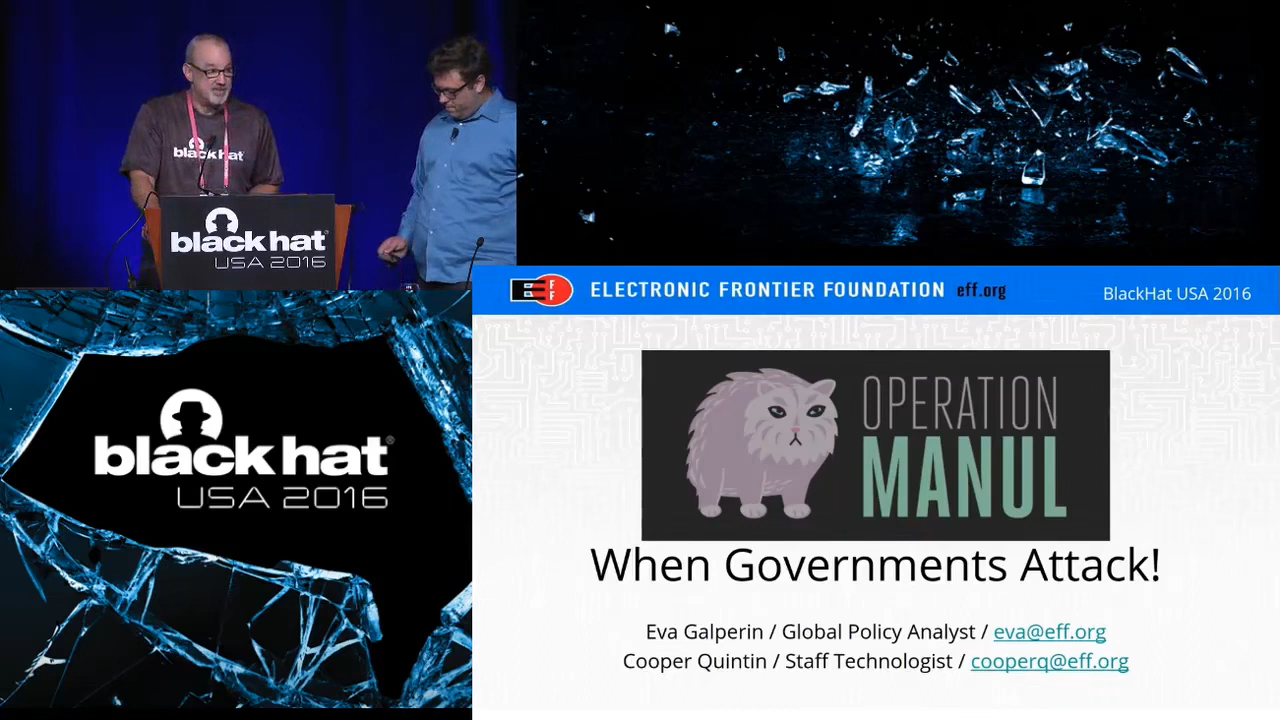 black hat
black hat
USA 2016
EFF
ELECTRONIC FRONTIER FOUNDATION eff.org
BlackHat USA 2016
black hat®
USA 2016
OPERATION
MANUL
When Governments Attack!
Eva Galperin / Global Policy Analyst / eva@eff.org
Cooper Quintin / Staff Technologist / cooperq@eff.org